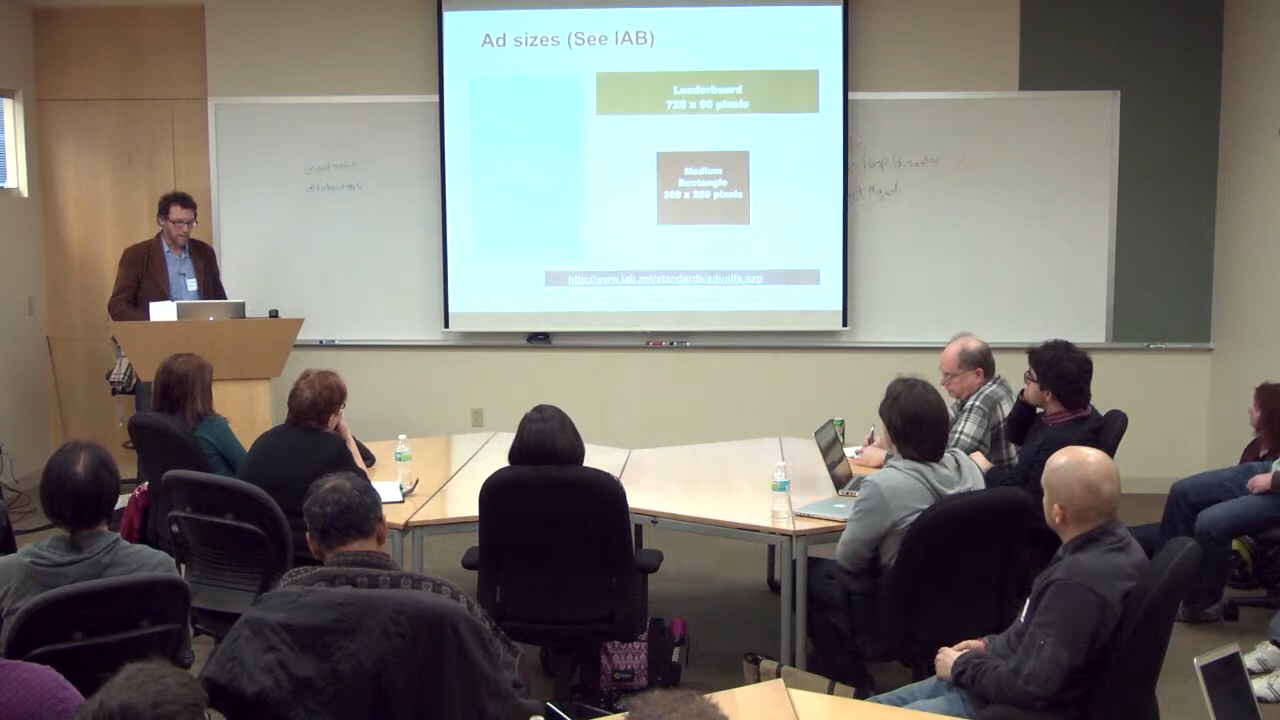 Ad sizes (See IAB)
Leaderboard
728 x 90 pixels
Medium
Rectangle
300 x 250 pixels
http://www.iab.net/standards/adunits.asp